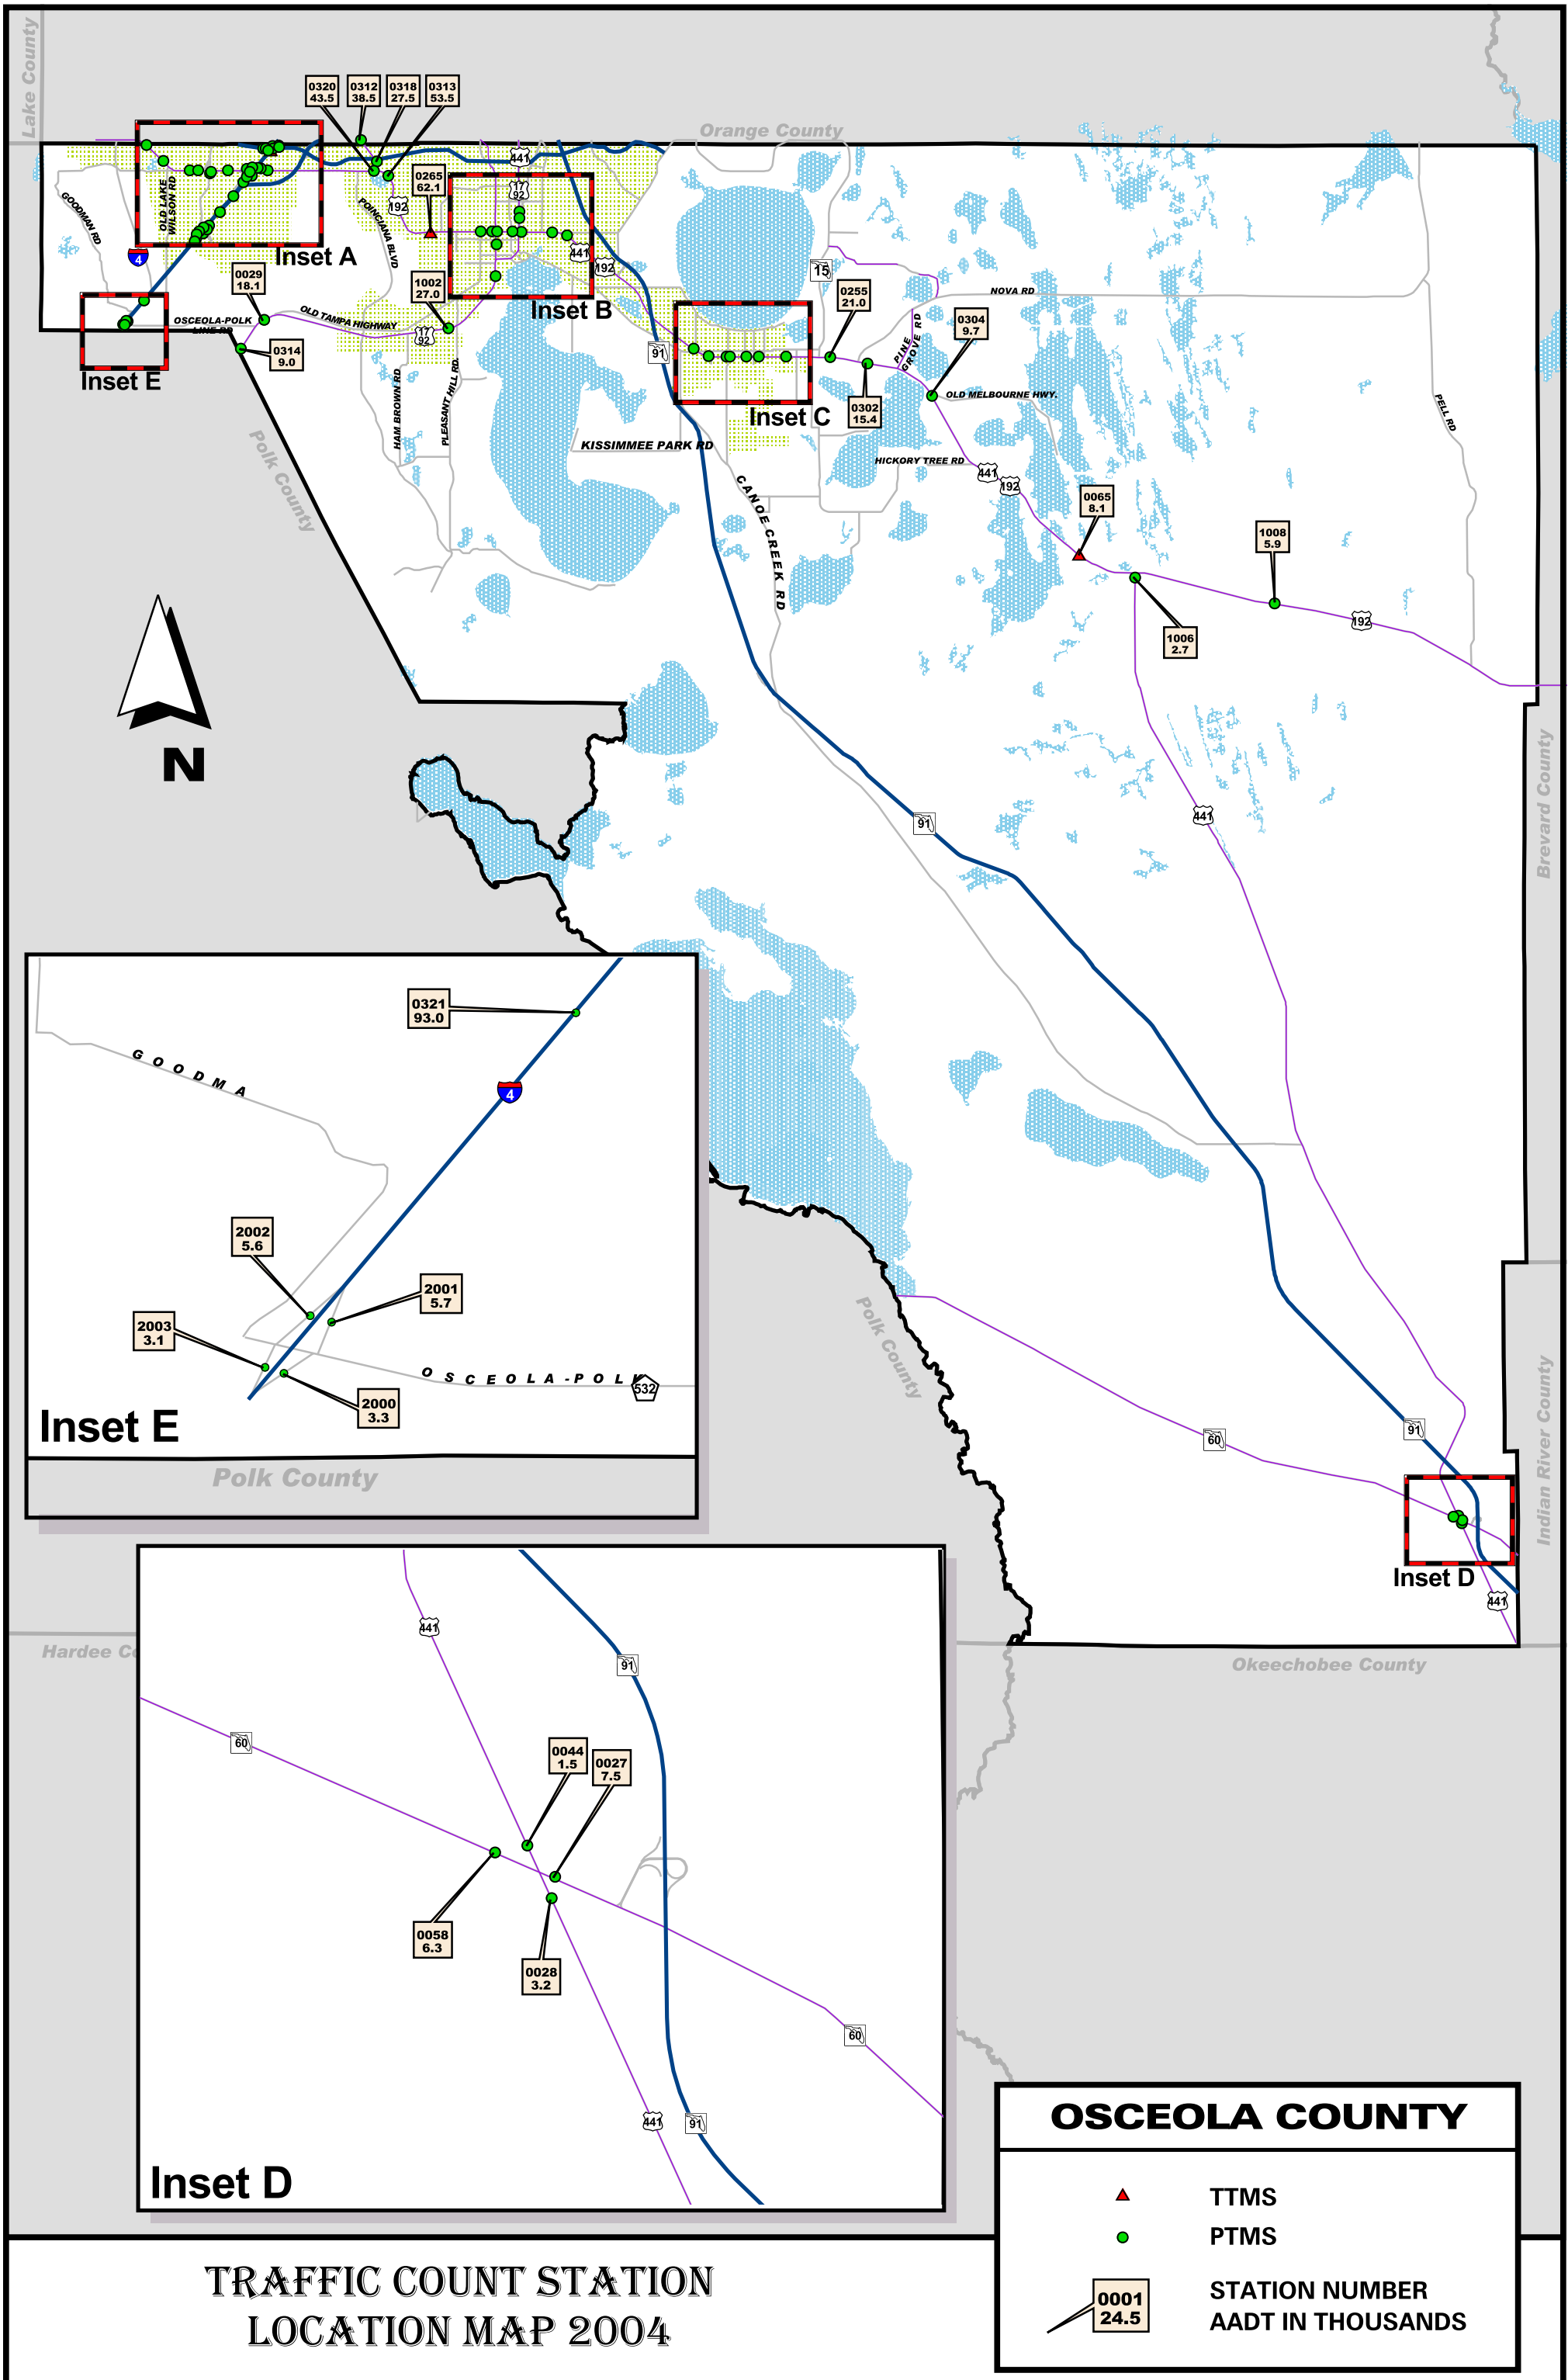 Lake County
0320
43.5
0312
38.5
0318
27.5
0313
53.5
Orange County
441
17
92
0265
62.1
192
GOODMAN RD
OLD LAKE
WILSON RD
POINCIANA BLVD
Inset A
4
441
192
15
0029
18.1
1002
27.0
Inset B
0255
21.0
NOVA RD
OSCEOLA-POLK
LINE RD
OLD TAMPA HIGHWAY
17
92
PINE
GROVE RD
0304
9.7
0314
9.0
91
Inset E
HAM BROWN RD
PLEASANT HILL RD.
Inset C
0302
15.4
OLD MELBOURNE HWY.
PELL RD
Polk County
KISSIMMEE PARK RD
HICKORY TREE RD
441
192
CANOE CREEK RD
0065
8.1
1008
5.9
192
1006
2.7
N
91
441
Brevard County
0321
93.0
4
GOODMA
2002
5.6
2001
5.7
2003
3.1
OSCEOLA-POLK
532
2000
3.3
Inset E
Polk County
Polk County
60
91
Indian River County
Inset D
441
Hardee Co
Okeechobee County
441
91
60
0044
1.5
0027
7.5
0058
6.3
0028
3.2
60
441
91
Inset D
OSCEOLA COUNTY
TTMS
PTMS
0001
24.5
STATION NUMBER
AADT IN THOUSANDS
TRAFFIC COUNT STATION
LOCATION MAP 2004